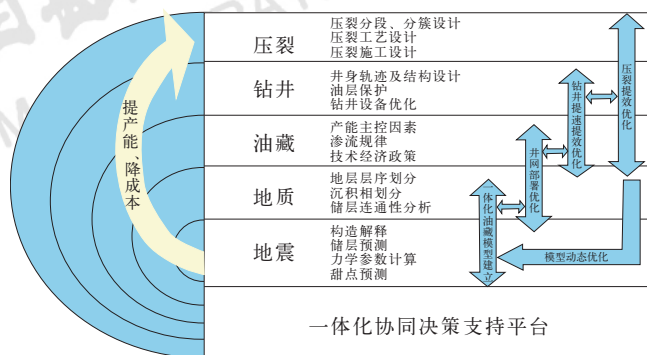 压裂
压裂分段、分簇设计
压裂工艺设计
压裂施工设计
钻井
井身轨迹及结构设计
油层保护
钻井设备优化
油藏
产能主控因素
渗流规律
技术经济政策
地质
地层层序划分
沉积相划分
储层连通性分析
地震
构造解释
储层预测
力学参数计算
甜点预测
提产能、降成本
一体化油藏模型建立
井网部署优化
钻井提速提效优化
压裂提效优化
模型动态优化
一体化协同决策支持平台